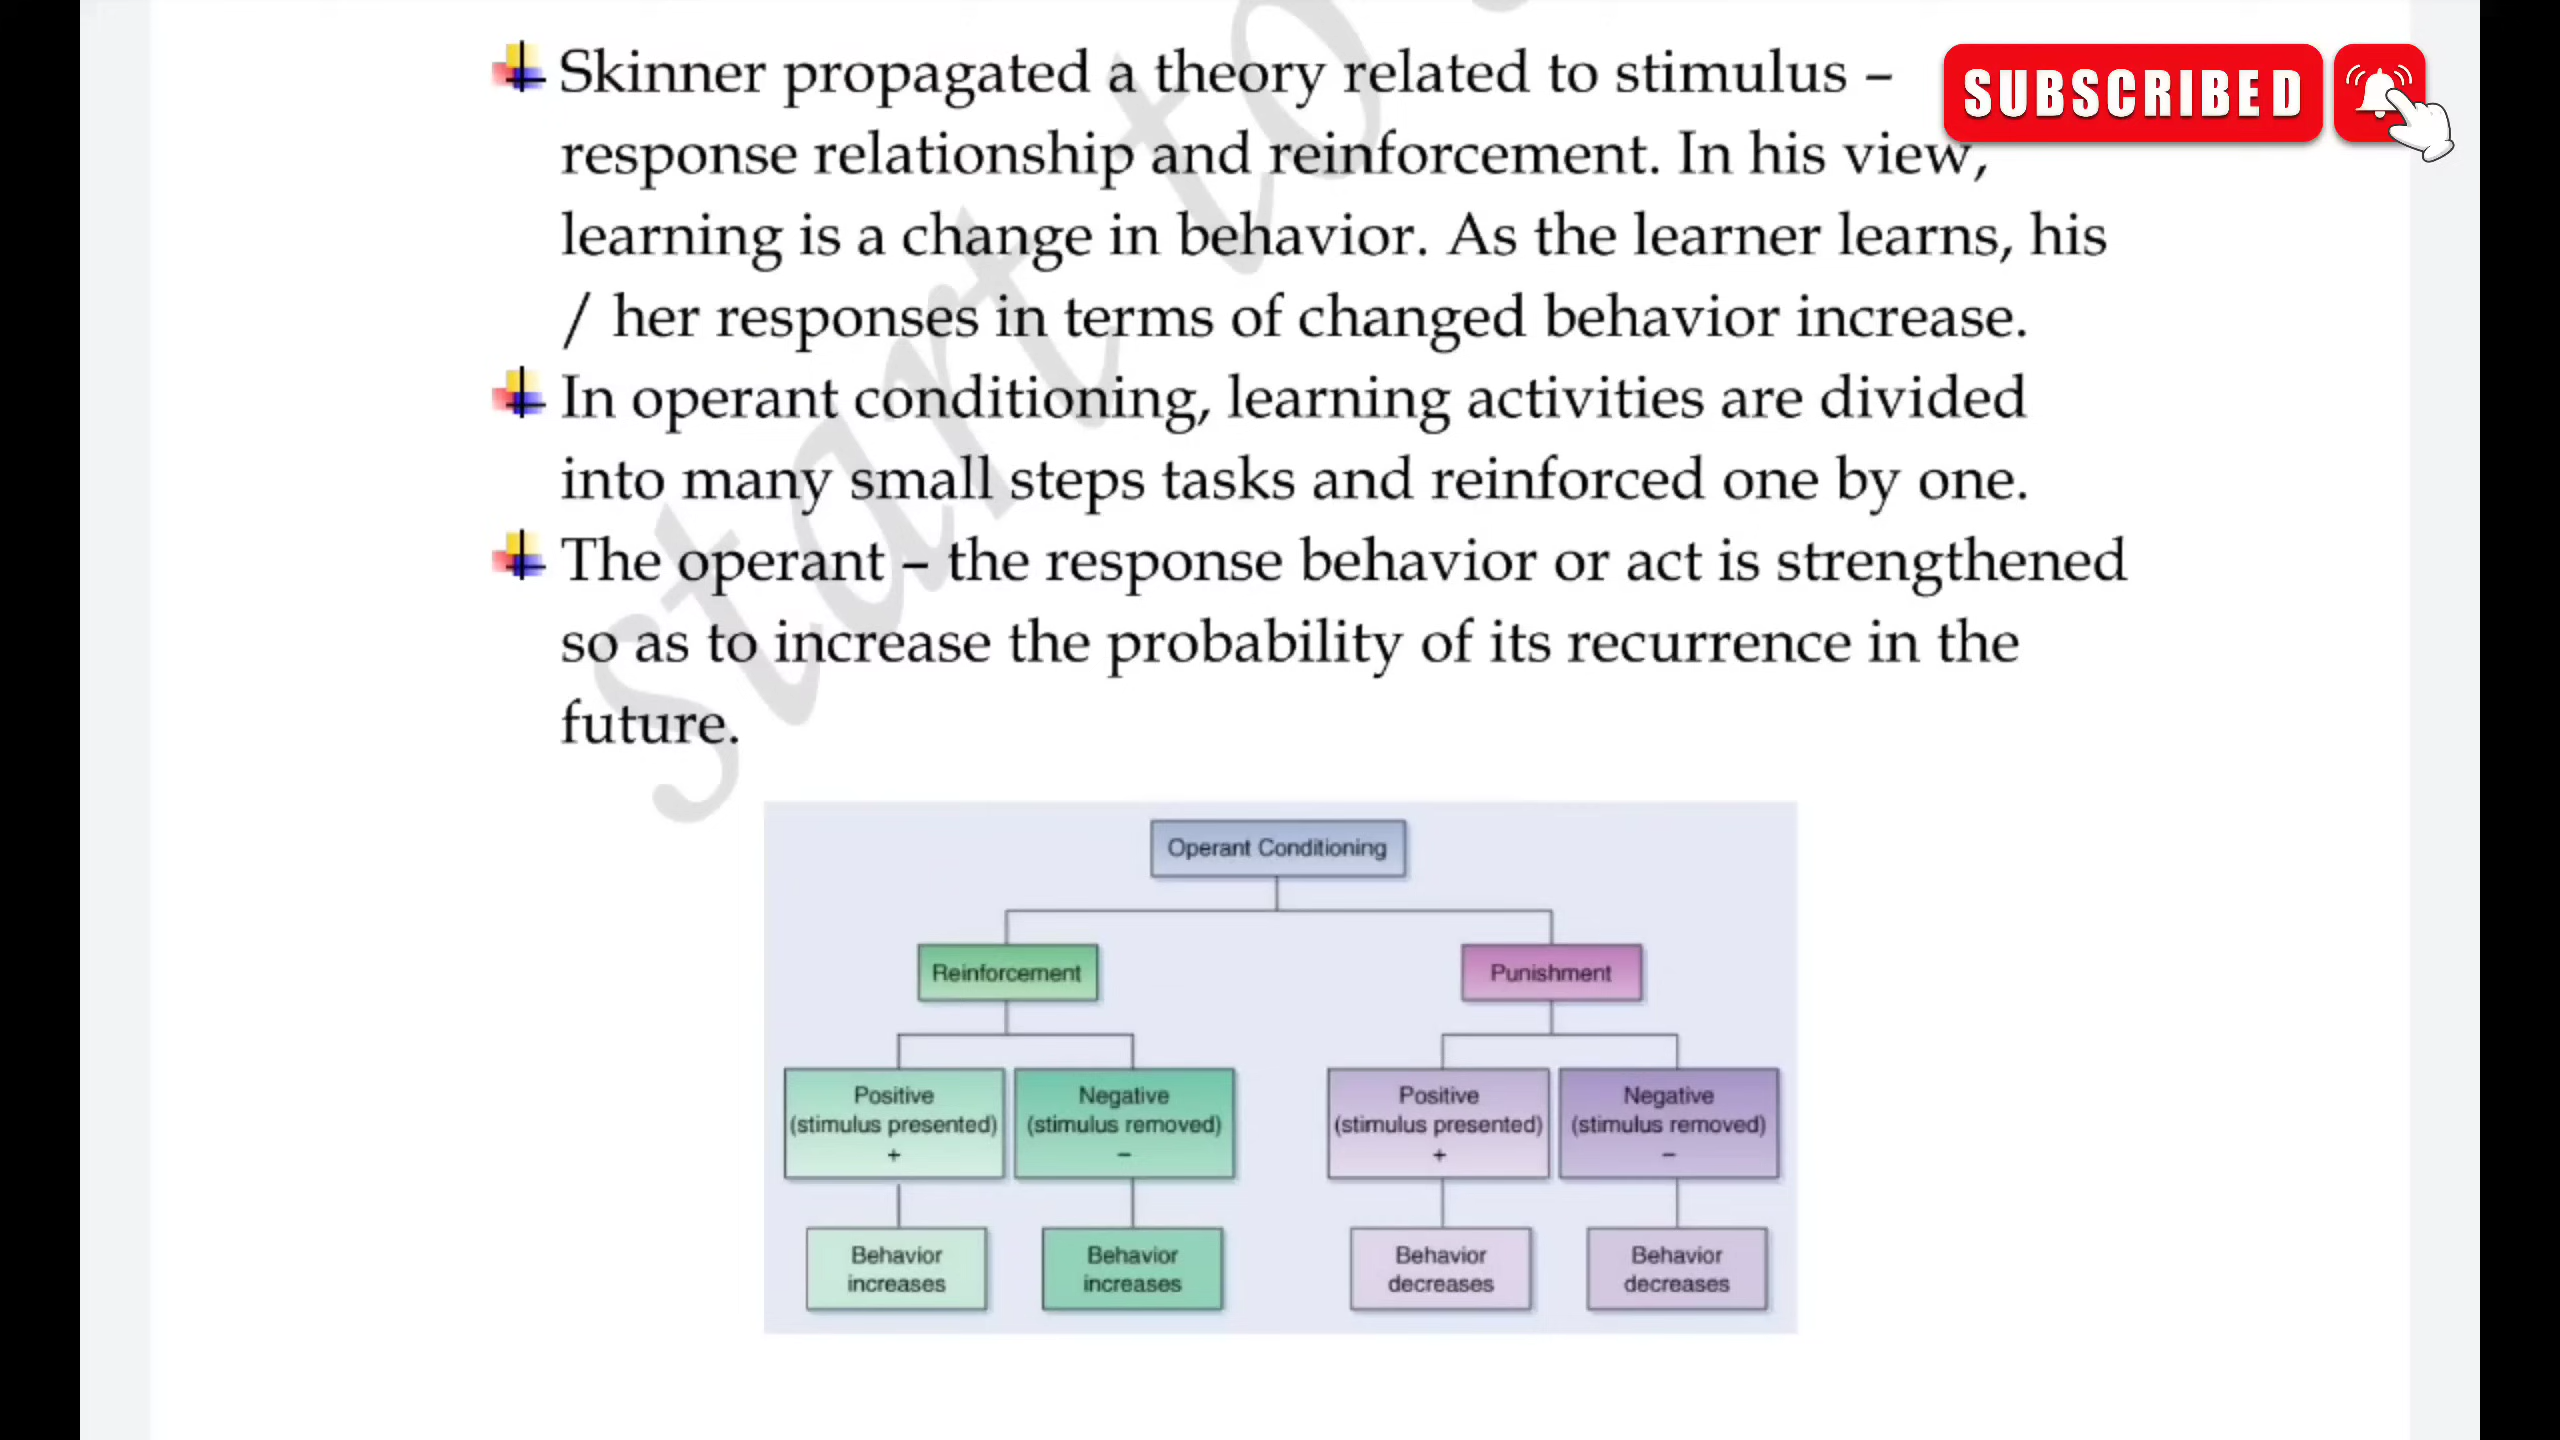 Skinner propagated a theory related to stimulus –
response relationship and reinforcement. In his view,
learning is a change in behavior. As the learner learns, his
/ her responses in terms of changed behavior increase.
In operant conditioning, learning activities are divided
into many small steps tasks and reinforced one by one.
The operant – the response behavior or act is strengthened
so as to increase the probability of its recurrence in the
future.
SUBSCRIBED
start to
Operant Conditioning
Reinforcement
Punishment
Positive
(stimulus presented)
+
Negative
(stimulus removed)
–
Positive
(stimulus presented)
+
Negative
(stimulus removed)
–
Behavior
increases
Behavior
increases
Behavior
decreases
Behavior
decreases